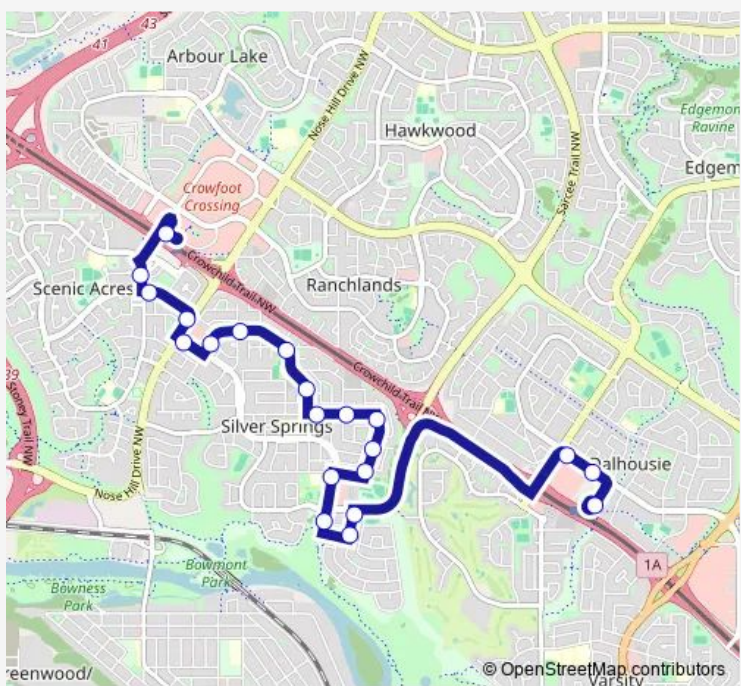 43
41
Arbour Lake
Nose Hill Drive NW
Hawkwood
Sarcee Trail NW
Edgemon
Ravine
Edgem
Crowfoot
Crossing
Crowchild Trail NW
Scenic Acres
Ranchlands
39
Stoney Trail NW
Crowchild Trail NW
Silver Springs
Dalhousie
Nose Hill Drive NW
1A
Bowmont
Park
Bowness
Park
reenwood/
Varsity
© OpenStreetMap contributors